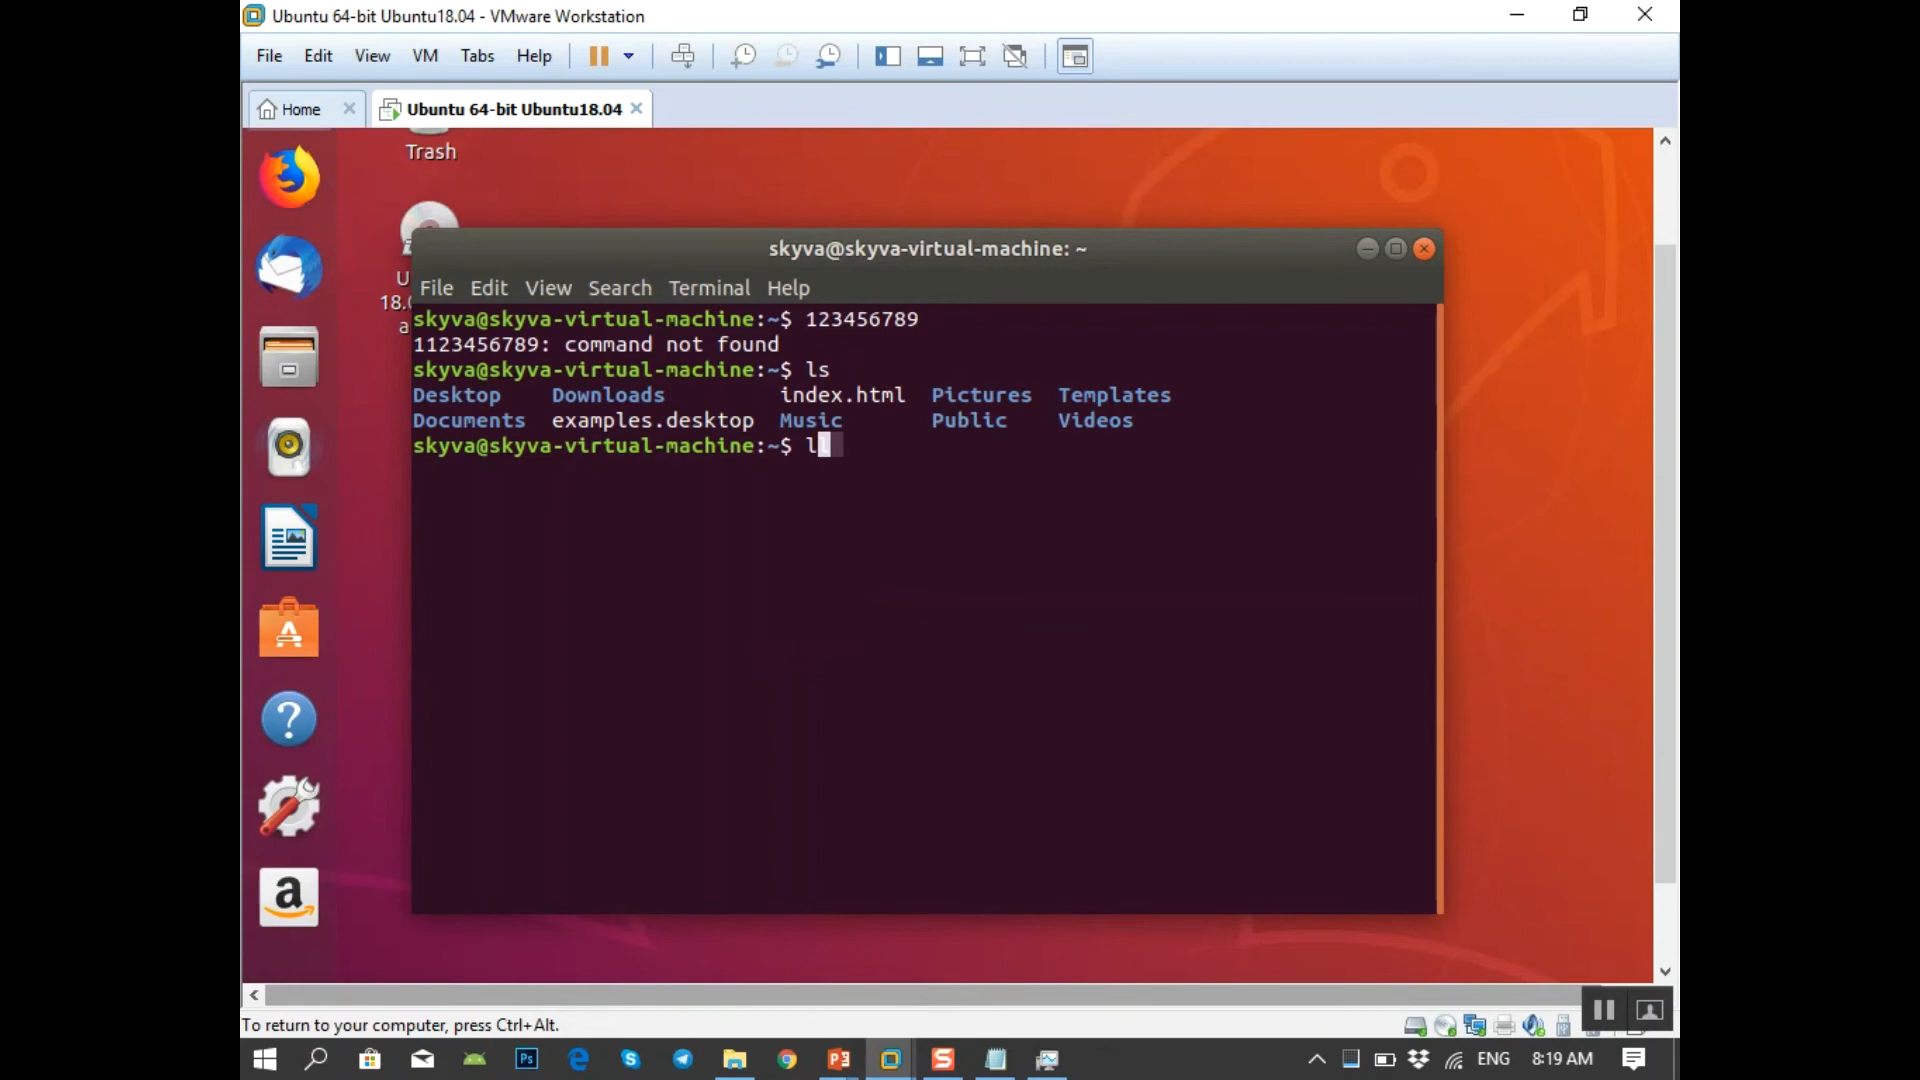 Ubuntu 64-bit Ubuntu18.04 - VMware Workstation
File Edit View VM Tabs Help
Home
Ubuntu 64-bit Ubuntu18.04
Trash
U
18.0
a
skyva@skyva-virtual-machine: ~
File Edit View Search Terminal Help
skyva@skyva-virtual-machine:~$ 123456789
1123456789: command not found
skyva@skyva-virtual-machine:~$ ls
Desktop Downloads index.html Pictures Templates
Documents examples.desktop Music Public Videos
skyva@skyva-virtual-machine:~$ ll
To return to your computer, press Ctrl+Alt.
ENG 8:19 AM